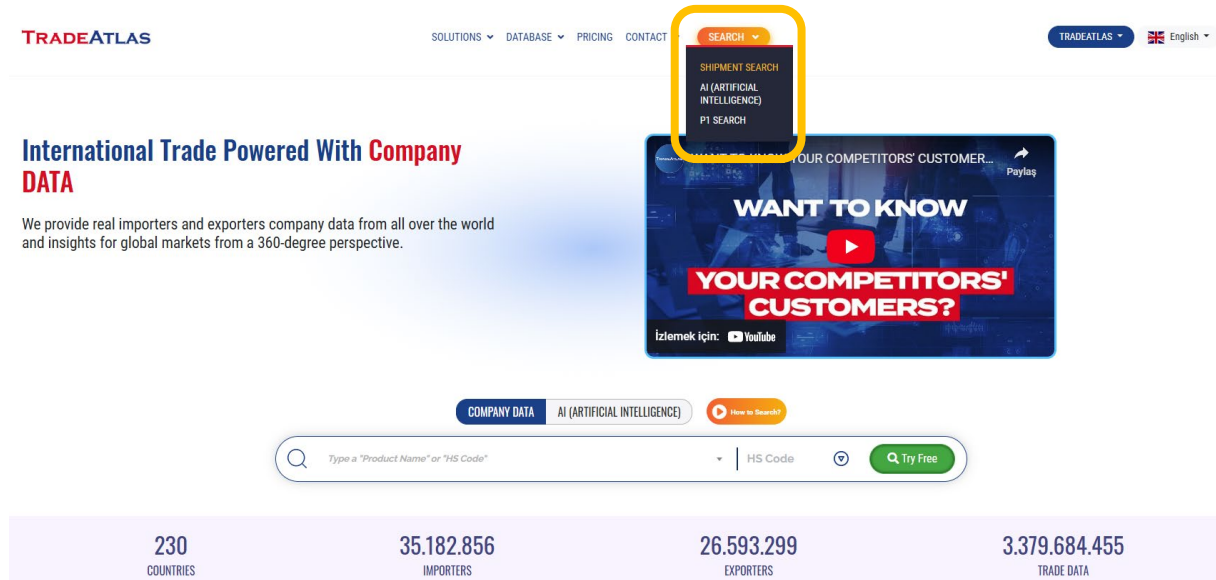 TRADEATLAS
SOLUTIONS
DATABASE
PRICING
CONTACT
SEARCH
TRADEATLAS
English
SHIPMENT SEARCH
AI (ARTIFICIAL
INTELLIGENCE)
P1 SEARCH
International Trade Powered With Company
DATA
We provide real importers and exporters company data from all over the world
and insights for global markets from a 360-degree perspective.
YOUR COMPETITORS' CUSTOMER...
Paylaş
WANT TO KNOW
YOUR COMPETITORS'
CUSTOMERS?
İzlemek için: YouTube
COMPANY DATA
AI (ARTIFICIAL INTELLIGENCE)
How to Search?
Type a "Product Name" or "HS Code"
HS Code
Try Free
230
COUNTRIES
35.182.856
IMPORTERS
26.593.299
EXPORTERS
3.379.684.455
TRADE DATA